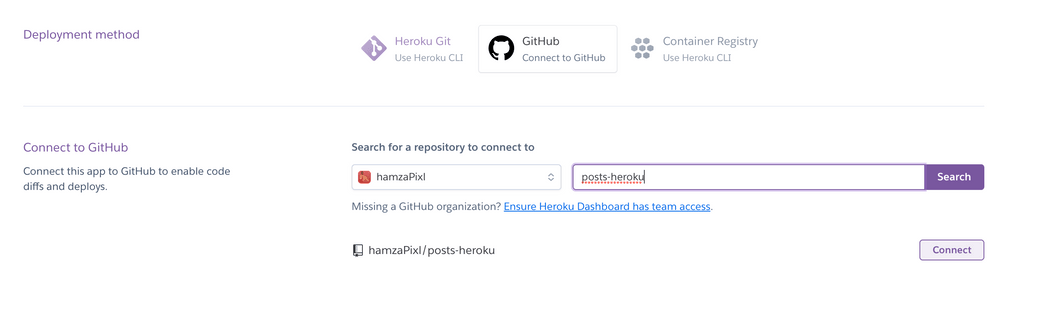 Deployment method
Heroku Git
Use Heroku CLI
GitHub
Connect to GitHub
Container Registry
Use Heroku CLI
Connect to GitHub
Connect this app to GitHub to enable code
diffs and deploys.
Search for a repository to connect to
hamzaPixl
posts-heroku
Search
Missing a GitHub organization? Ensure Heroku Dashboard has team access.
hamzaPixl/posts-heroku
Connect